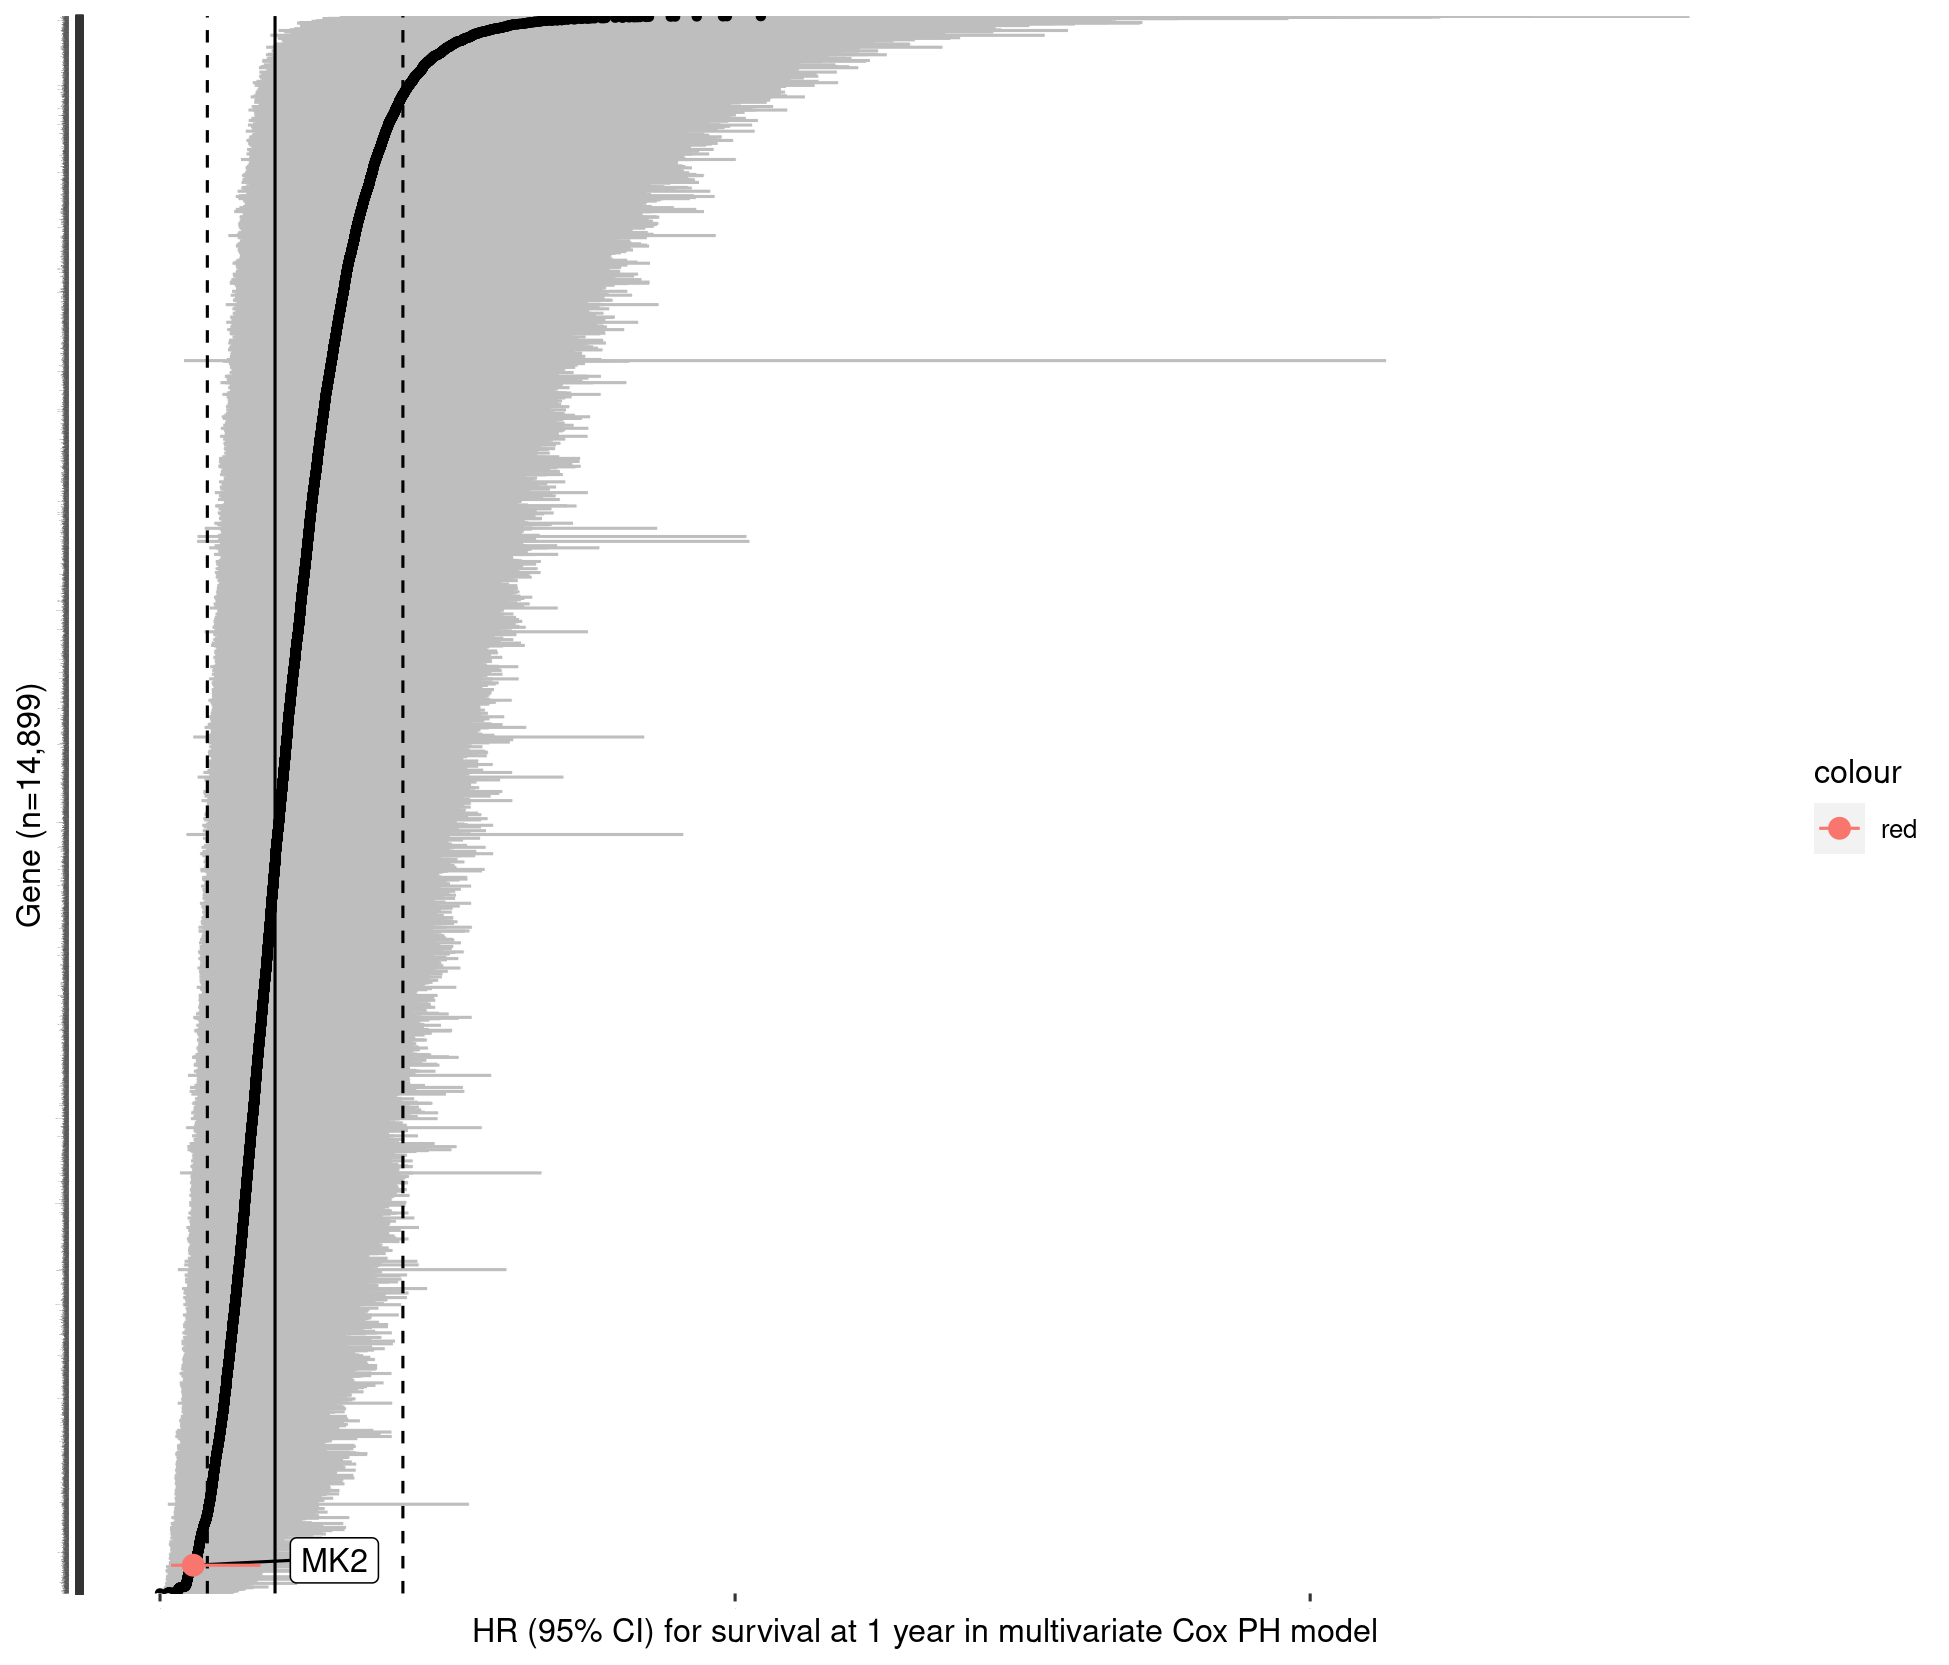 Gene (n=14,899)
MK2
HR (95% CI) for survival at 1 year in multivariate Cox PH model
colour
red